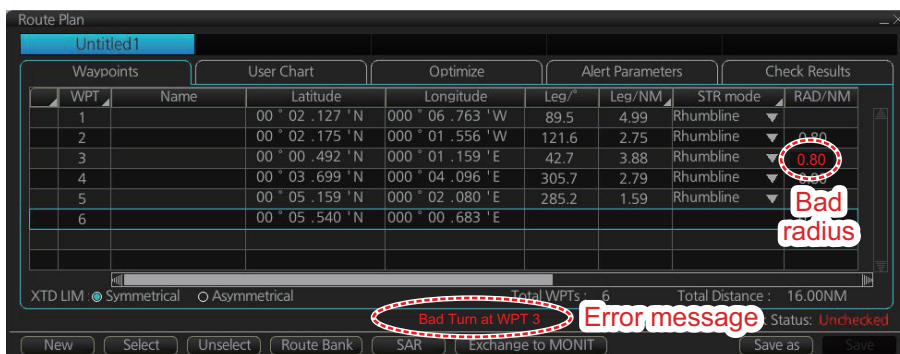 Route Plan
Untitled1
Waypoints User Chart Optimize Alert Parameters Check Results
WPT Name Latitude Longitude Leg/° Leg/NM STR mode RAD/NM
1 00 ° 02 .127 'N 000 ° 06 .763 'W 89.5 4.99 Rhumbline
2 00 ° 02 .175 'N 000 ° 01 .556 'W 121.6 2.75 Rhumbline 0.80
3 00 ° 00 .492 'N 000 ° 01 .159 'E 42.7 3.88 Rhumbline 0.80
4 00 ° 03 .699 'N 000 ° 04 .096 'E 305.7 2.79 Rhumbline 0.80
5 00 ° 05 .159 'N 000 ° 02 .080 'E 285.2 1.59 Rhumbline
6 00 ° 05 .540 'N 000 ° 00 .683 'E
Bad
radius
XTD LIM : Symmetrical Asymmetrical Total WPTs : 6 Total Distance : 16.00NM
Bad Turn at WPT 3 Error message Status: Unchecked
New Select Unselect Route Bank SAR Exchange to MONIT Save as Save